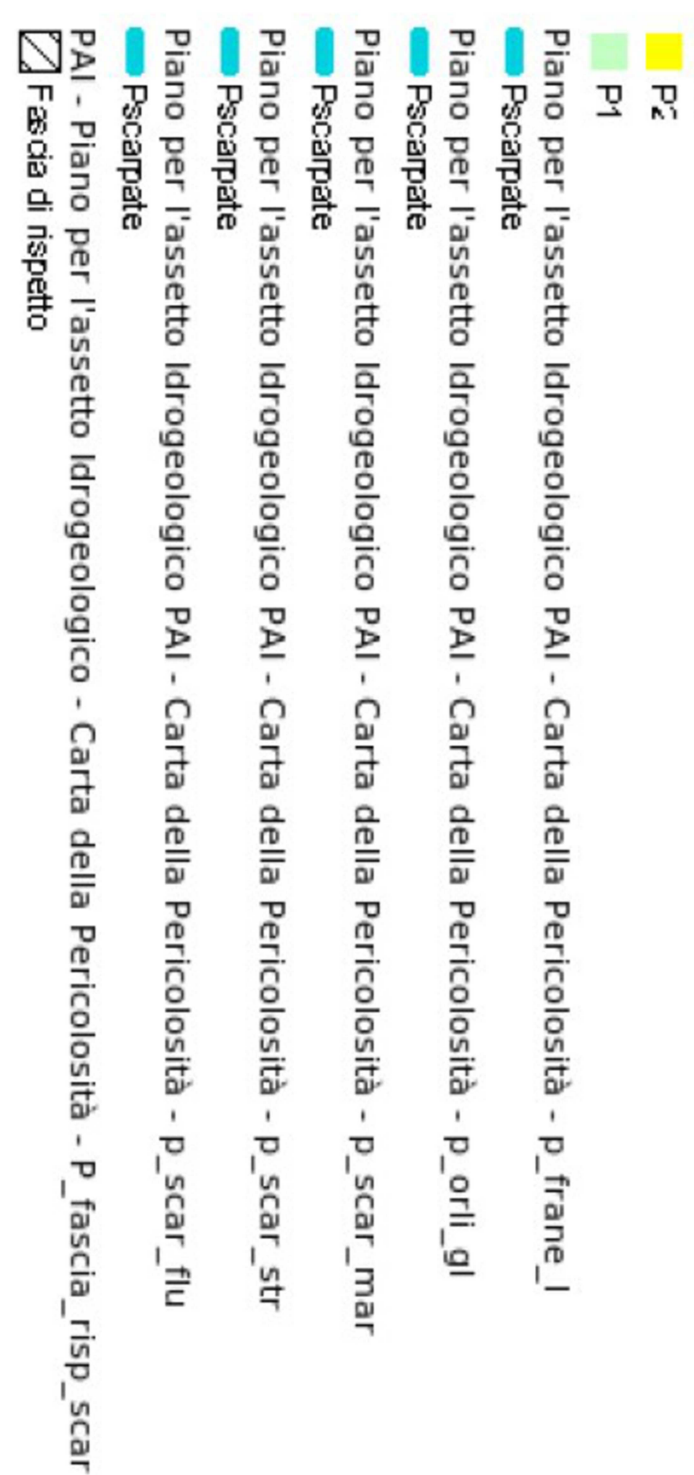 P2
P1
Piano per l'assetto Idrogeologico PAI - Carta della Pericolosità - p_frane_l
Pscarpate
Piano per l'assetto Idrogeologico PAI - Carta della Pericolosità - p_orli_gl
Pscarpate
Piano per l'assetto Idrogeologico PAI - Carta della Pericolosità - p_scar_mar
Pscarpate
Piano per l'assetto Idrogeologico PAI - Carta della Pericolosità - p_scar_str
Pscarpate
Piano per l'assetto Idrogeologico PAI - Carta della Pericolosità - p_scar_flu
Pscarpate
PAI - Piano per l'assetto Idrogeologico - Carta della Pericolosità - P_fascia_risp_scar
Fascia di rispetto